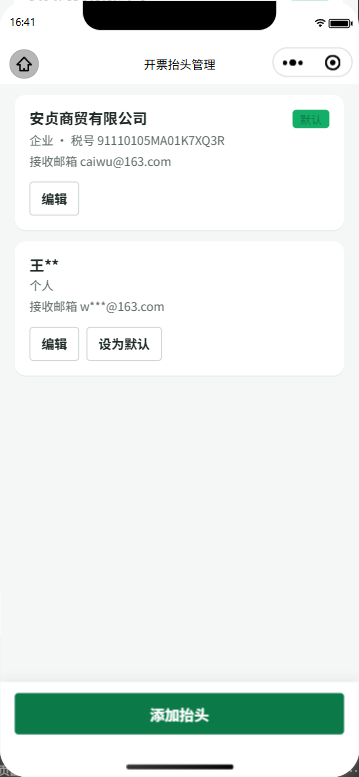 16:41
开票抬头管理
安贞商贸有限公司
默认
企业 · 税号 91110105MA01K7XQ3R
接收邮箱 caiwu@163.com
编辑
王**
个人
接收邮箱 w***@163.com
编辑 设为默认
添加抬头